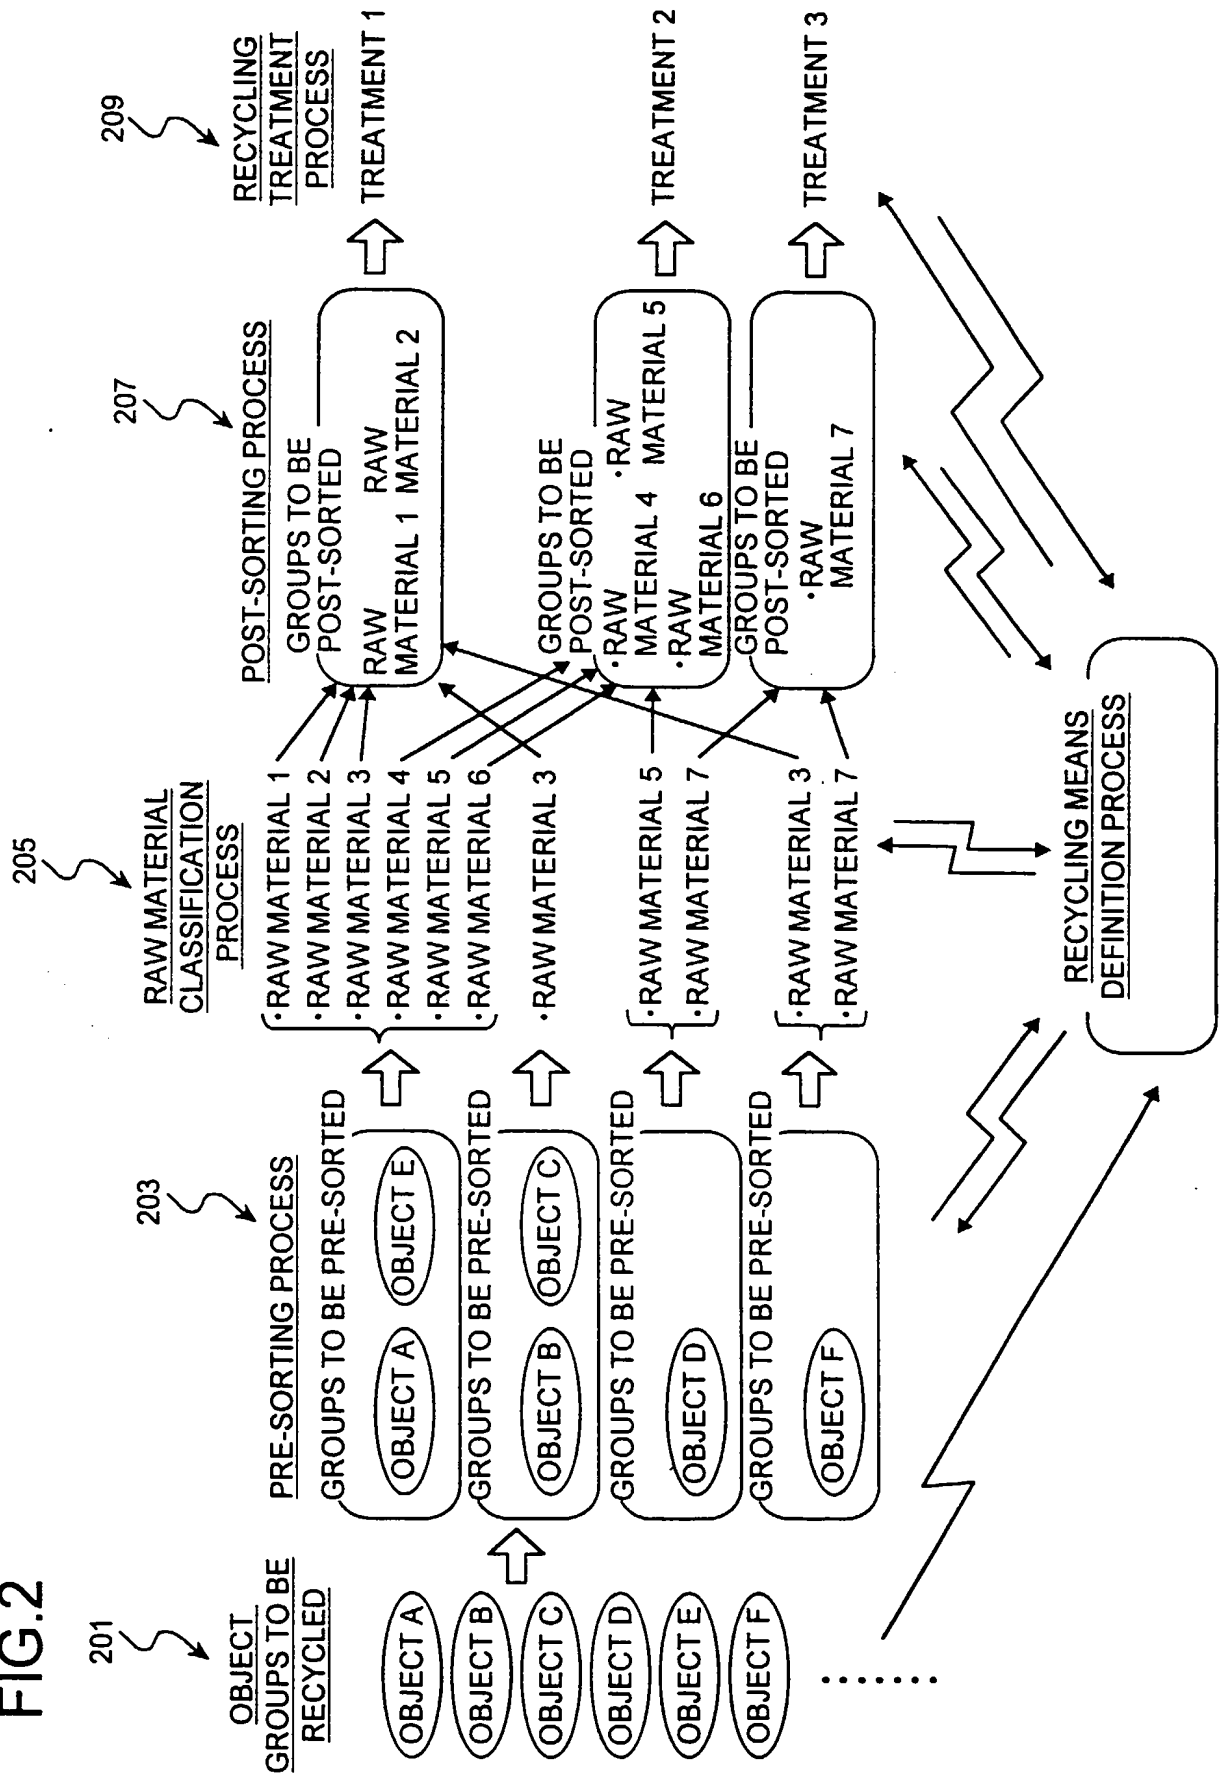 FIG.2
201
OBJECT
GROUPS TO BE
RECYCLED
OBJECT A
OBJECT B
OBJECT C
OBJECT D
OBJECT E
OBJECT F
203
PRE-SORTING PROCESS
GROUPS TO BE PRE-SORTED
OBJECT A
OBJECT E
GROUPS TO BE PRE-SORTED
OBJECT B
OBJECT C
GROUPS TO BE PRE-SORTED
OBJECT D
GROUPS TO BE PRE-SORTED
OBJECT F
205
RAW MATERIAL
CLASSIFICATION
PROCESS
•RAW MATERIAL 1
•RAW MATERIAL 2
•RAW MATERIAL 3
•RAW MATERIAL 4
•RAW MATERIAL 5
•RAW MATERIAL 6
•RAW MATERIAL 3
•RAW MATERIAL 5
•RAW MATERIAL 7
•RAW MATERIAL 3
•RAW MATERIAL 7
207
POST-SORTING PROCESS
GROUPS TO BE
POST-SORTED
RAW
MATERIAL 1
RAW
MATERIAL 2
GROUPS TO BE
POST-SORTED
•RAW
MATERIAL 4
•RAW
MATERIAL 5
•RAW
MATERIAL 6
GROUPS TO BE
POST-SORTED
•RAW
MATERIAL 7
209
RECYCLING
TREATMENT
PROCESS
TREATMENT 1
TREATMENT 2
TREATMENT 3
RECYCLING MEANS
DEFINITION PROCESS